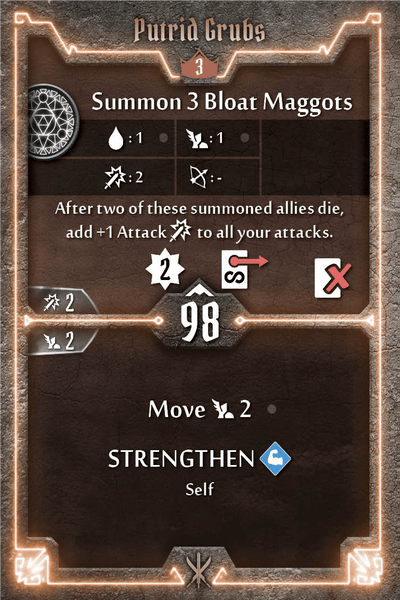 Putrid Grubs
3
Summon 3 Bloat Maggots
: 1 : 1
: 2 : -
After two of these summoned allies die,
add +1 Attack to all your attacks.
2 S
2
98
2
Move 2
STRENGTHEN
Self